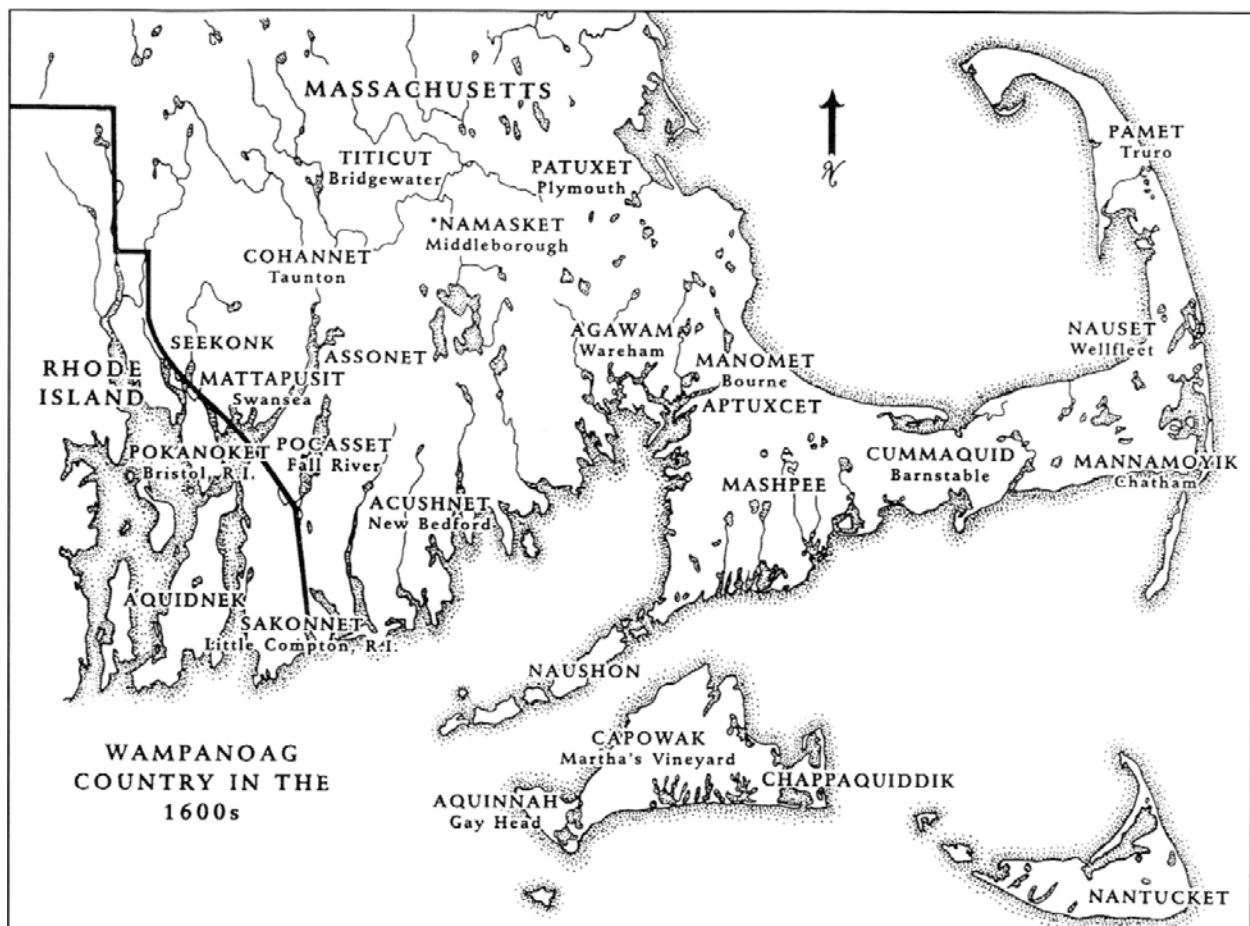 MASSACHUSETTS
PAMET
Truro
TITICUT
Bridgewater
PATUXET
Plymouth
N
*NAMASKET
Middleborough
COHANNET
Taunton
SEEKONK
ASSONET
AGAWAM
Wareham
NAUSET
Wellfleet
RHODE
ISLAND
MATTAPUSIT
Swansea
MANOMET
Bourne
APTUXCET
POKANOKET
Bristol, R.I.
POCASSET
Fall River
CUMMAQUID
Barnstable
MANNAMOYIK
Chatham
ACUSHNET
New Bedford
MASHPEE
AQUIDNEK
SAKONNET
Little Compton, R.I.
NAUSHON
WAMPANOAG
COUNTRY IN THE
1600s
CAPOWAK
Martha's Vineyard
CHAPPAQUIDDIK
AQUINNAH
Gay Head
NANTUCKET